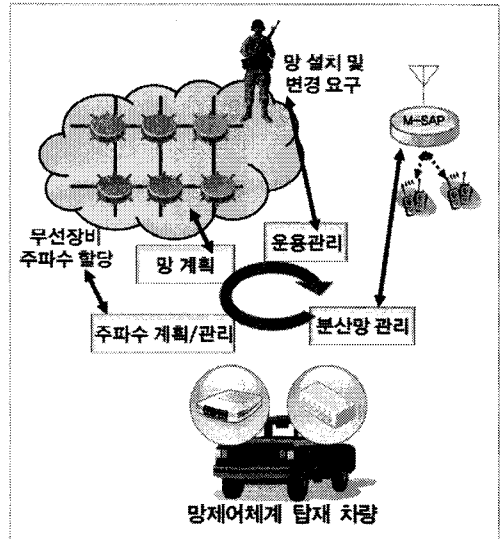 망 설치 및
변경 요구
M-SAP
무선장비
주파수 할당
망 계획
운용관리
주파수 계획/관리
분산망 관리
망제어체계 탑재 차량